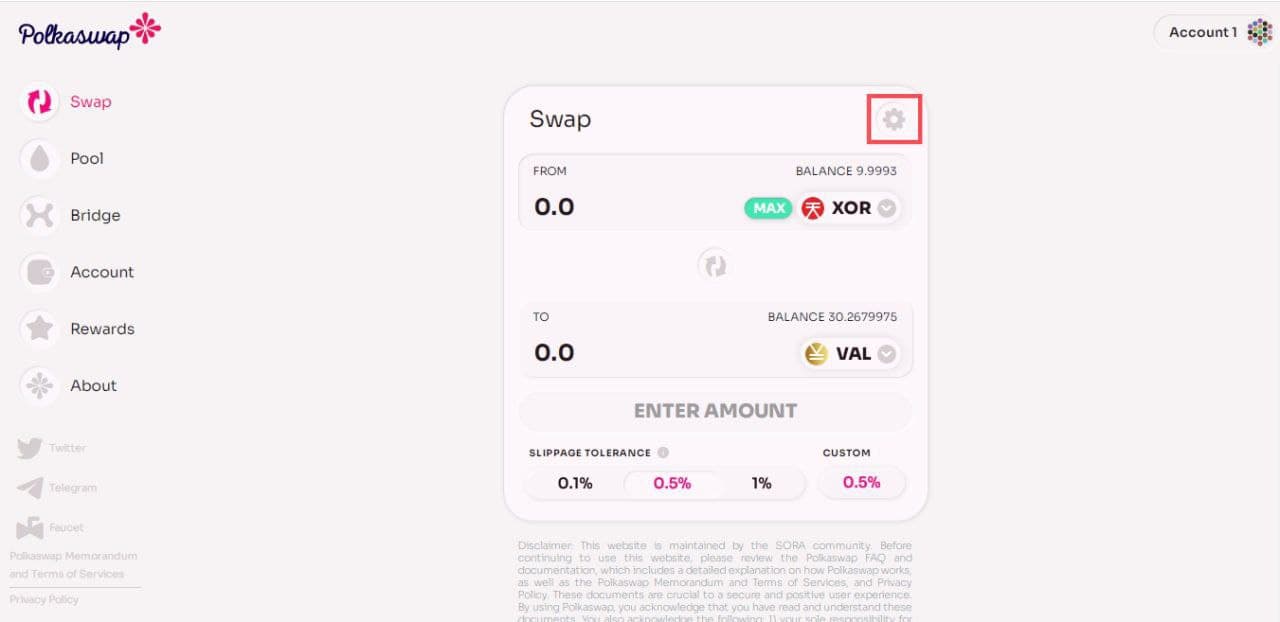 Polkaswap
Account 1
Swap
Pool
Bridge
Account
Rewards
About
Twitter
Telegram
Faucet
Polkaswap Memorandum
and Terms of Services
Privacy Policy
Swap
FROM
BALANCE 9.9993
0.0
MAX
天 XOR
TO
BALANCE 30.2679975
0.0
VAL
ENTER AMOUNT
SLIPPAGE TOLERANCE
CUSTOM
0.1%
0.5%
1%
0.5%
Disclaimer: This website is maintained by the SORA community. Before
continuing to use this website, please review the Polkaswap FAQ and
documentation, which includes a detailed explanation on how Polkaswap works,
as well as the Polkaswap Memorandum and Terms of Services, and Privacy
Policy. These documents are crucial to a secure and positive user experience.
By using Polkaswap, you acknowledge that you have read and understand these
documents. You also acknowledge the following: 1) your sole responsibility for